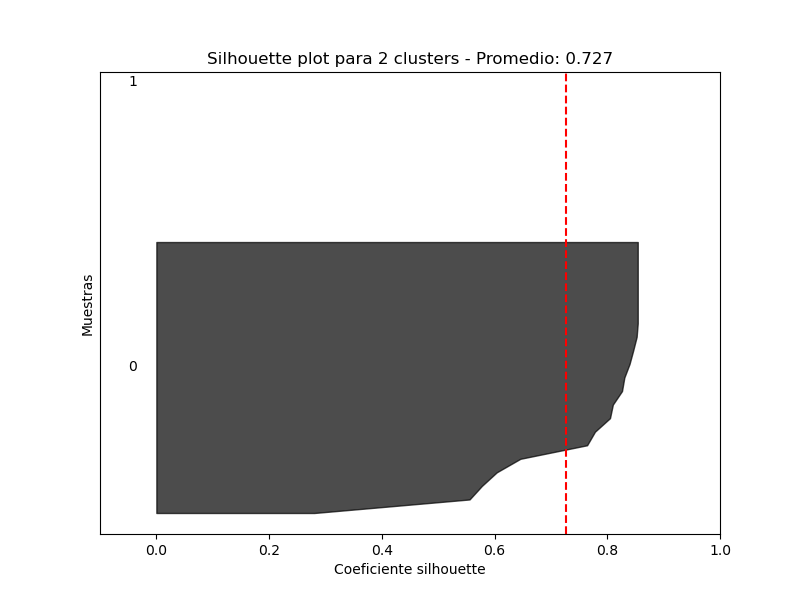 Silhouette plot para 2 clusters - Promedio: 0.727
1
Muestras
0
0.0 0.2 0.4 0.6 0.8 1.0
Coeficiente silhouette